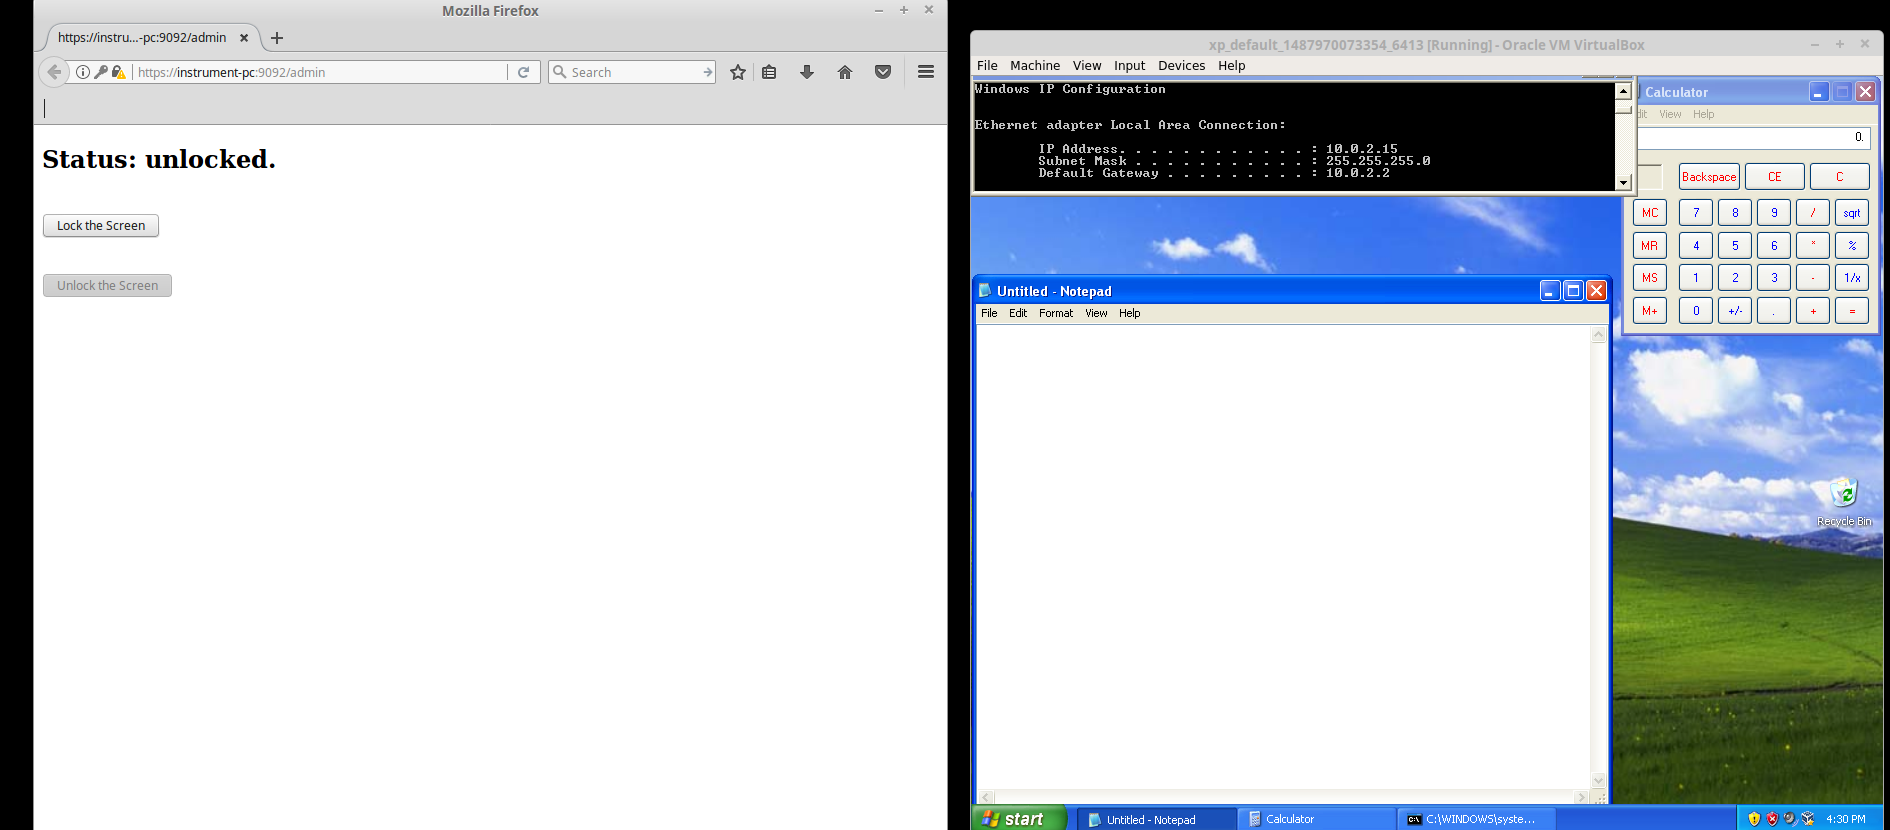 Mozilla Firefox
https://instru...-pc:9092/admin
https://instrument-pc:9092/admin
Search
Status: unlocked.
Lock the Screen
Unlock the Screen
xp_default_1487970073354_6413 [Running] - Oracle VM VirtualBox
File Machine View Input Devices Help
Windows IP Configuration
Ethernet adapter Local Area Connection:
IP Address. . . . . . . . . . . . : 10.0.2.15
Subnet Mask . . . . . . . . . . . : 255.255.255.0
Default Gateway . . . . . . . . . : 10.0.2.2
Calculator
dit View Help
0.
Backspace CE C
MC 7 8 9 / sqrt
MR 4 5 6 * %
MS 1 2 3 - 1/x
M+ 0 +/- . + =
Untitled - Notepad
File Edit Format View Help
Recycle Bin
start
Untitled - Notepad
Calculator
C:\WINDOWS\syste...
4:30 PM